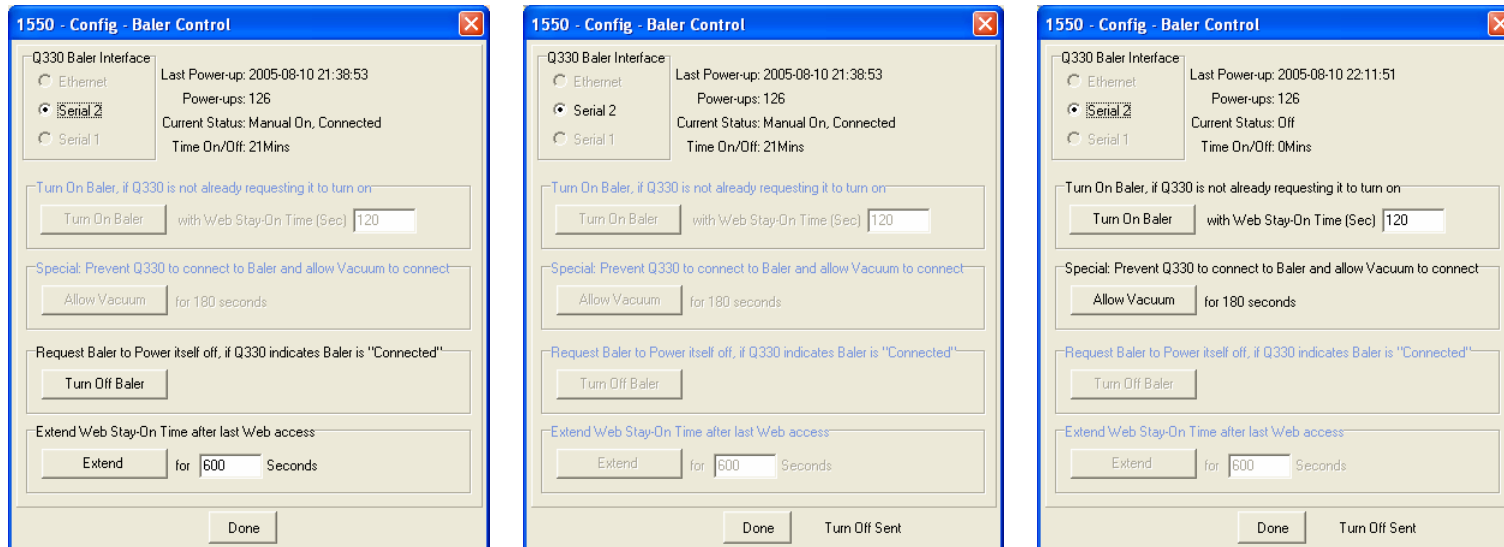 1550 - Config - Baler Control
Q330 Baler Interface
Ethernet
Serial 2
Serial 1
Last Power-up: 2005-08-10 21:38:53
Power-ups: 126
Current Status: Manual On, Connected
Time On/Off: 21Mins
Turn On Baler, if Q330 is not already requesting it to turn on
Turn On Baler with Web Stay-On Time (Sec) 120
Special: Prevent Q330 to connect to Baler and allow Vacuum to connect
Allow Vacuum for 180 seconds
Request Baler to Power itself off, if Q330 indicates Baler is "Connected"
Turn Off Baler
Extend Web Stay-On Time after last Web access
Extend for 600 Seconds
Done
1550 - Config - Baler Control
Q330 Baler Interface
Ethernet
Serial 2
Serial 1
Last Power-up: 2005-08-10 21:38:53
Power-ups: 126
Current Status: Manual On, Connected
Time On/Off: 21Mins
Turn On Baler, if Q330 is not already requesting it to turn on
Turn On Baler with Web Stay-On Time (Sec) 120
Special: Prevent Q330 to connect to Baler and allow Vacuum to connect
Allow Vacuum for 180 seconds
Request Baler to Power itself off, if Q330 indicates Baler is "Connected"
Turn Off Baler
Extend Web Stay-On Time after last Web access
Extend for 600 Seconds
Done Turn Off Sent
1550 - Config - Baler Control
Q330 Baler Interface
Ethernet
Serial 2
Serial 1
Last Power-up: 2005-08-10 22:11:51
Power-ups: 126
Current Status: Off
Time On/Off: 0Mins
Turn On Baler, if Q330 is not already requesting it to turn on
Turn On Baler with Web Stay-On Time (Sec) 120
Special: Prevent Q330 to connect to Baler and allow Vacuum to connect
Allow Vacuum for 180 seconds
Request Baler to Power itself off, if Q330 indicates Baler is "Connected"
Turn Off Baler
Extend Web Stay-On Time after last Web access
Extend for 600 Seconds
Done Turn Off Sent